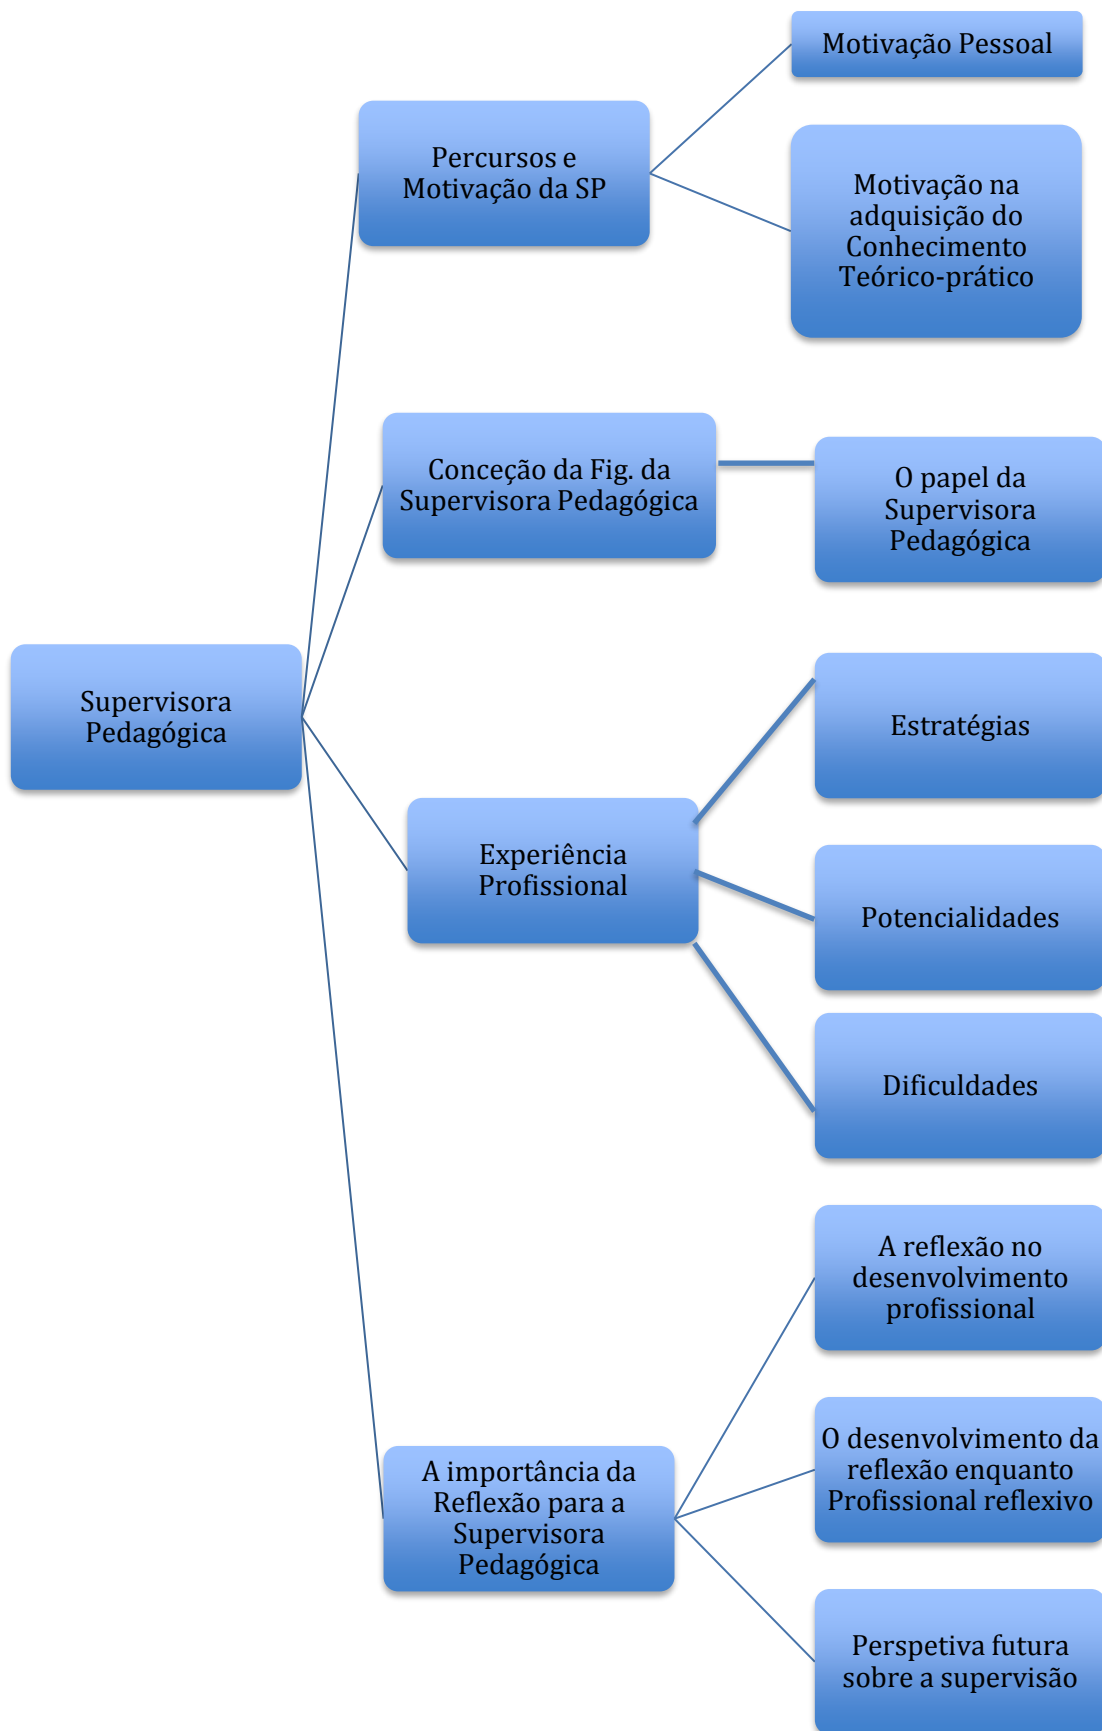 Motivação Pessoal
Percursos e
Motivação da SP
Motivação na
adquisição do
Conhecimento
Teórico-prático
Conceção da Fig. da
Supervisora Pedagógica
O papel da
Supervisora
Pedagógica
Supervisora
Pedagógica
Estratégias
Experiência
Profissional
Potencialidades
Dificuldades
A reflexão no
desenvolvimento
profissional
A importância da
Reflexão para a
Supervisora
Pedagógica
O desenvolvimento da
reflexão enquanto
Profissional reflexivo
Perspetiva futura
sobre a supervisão